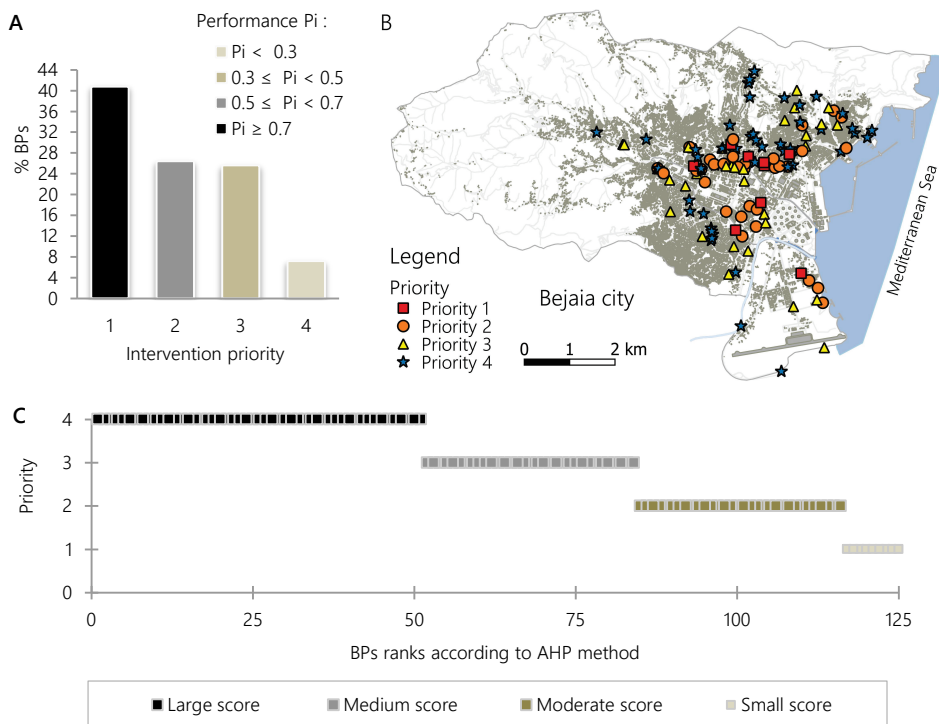 A
Performance Pi :
Pi < 0.3
0.3 ≤ Pi < 0.5
0.5 ≤ Pi < 0.7
Pi ≥ 0.7
% BPs
44
40
36
32
28
24
20
16
12
8
4
0
1 2 3 4
Intervention priority
B
Mediterranean Sea
Legend
Priority
Priority 1
Priority 2
Priority 3
Priority 4
Bejaia city
0 1 2 km
C
Priority
4
3
2
1
0
0 25 50 75 100 125
BPs ranks according to AHP method
Large score Medium score Moderate score Small score